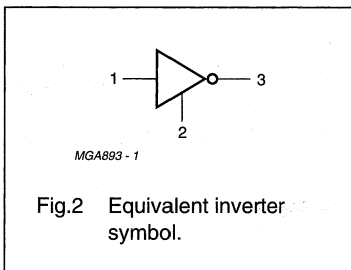 1
3
2
MGA893 - 1
Fig.2 Equivalent inverter
symbol.